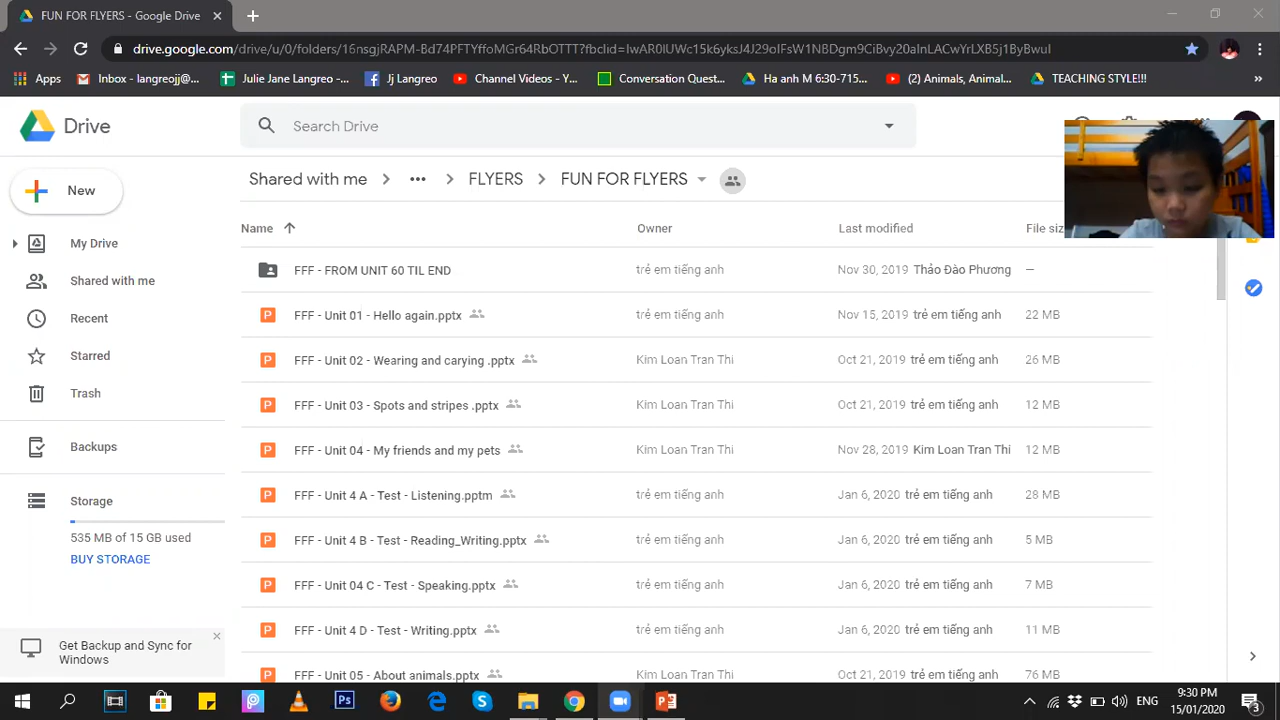 FUN FOR FLYERS - Google Drive
drive.google.com/drive/u/0/folders/16nsgjRAPM-Bd74PFTYffoMGr64RbOTTT?fbclid=IwAR0lUWc15k6yksJ4J29oIFsW1NBDgm9CiBvy20alnLACwYrLXB5j1ByBwuI
Apps Inbox - langreojj@... Julie Jane Langreo -... Jj Langreo Channel Videos - Y... Conversation Quest... Ha anh M 6:30-715... (2) Animals, Animal... TEACHING STYLE!!! »
Drive
Search Drive
New
Shared with me FLYERS FUN FOR FLYERS
Name Owner Last modified File siz
My Drive
Shared with me
Recent
Starred
Trash
Backups
Storage
535 MB of 15 GB used
BUY STORAGE
Get Backup and Sync for
Windows
FFF - FROM UNIT 60 TIL END trẻ em tiếng anh Nov 30, 2019 Thảo Đào Phương —
FFF - Unit 01 - Hello again.pptx trẻ em tiếng anh Nov 15, 2019 trẻ em tiếng anh 22 MB
FFF - Unit 02 - Wearing and carying .pptx Kim Loan Tran Thi Oct 21, 2019 trẻ em tiếng anh 26 MB
FFF - Unit 03 - Spots and stripes .pptx Kim Loan Tran Thi Oct 21, 2019 trẻ em tiếng anh 12 MB
FFF - Unit 04 - My friends and my pets Kim Loan Tran Thi Nov 28, 2019 Kim Loan Tran Thi 12 MB
FFF - Unit 4 A - Test - Listening.pptm trẻ em tiếng anh Jan 6, 2020 trẻ em tiếng anh 28 MB
FFF - Unit 4 B - Test - Reading_Writing.pptx trẻ em tiếng anh Jan 6, 2020 trẻ em tiếng anh 5 MB
FFF - Unit 04 C - Test - Speaking.pptx trẻ em tiếng anh Jan 6, 2020 trẻ em tiếng anh 7 MB
FFF - Unit 4 D - Test - Writing.pptx trẻ em tiếng anh Jan 6, 2020 trẻ em tiếng anh 11 MB
FFF - Unit 05 - About animals.pptx Kim Loan Tran Thi Oct 21, 2019 trẻ em tiếng anh 76 MB
ENG
9:30 PM
15/01/2020
3